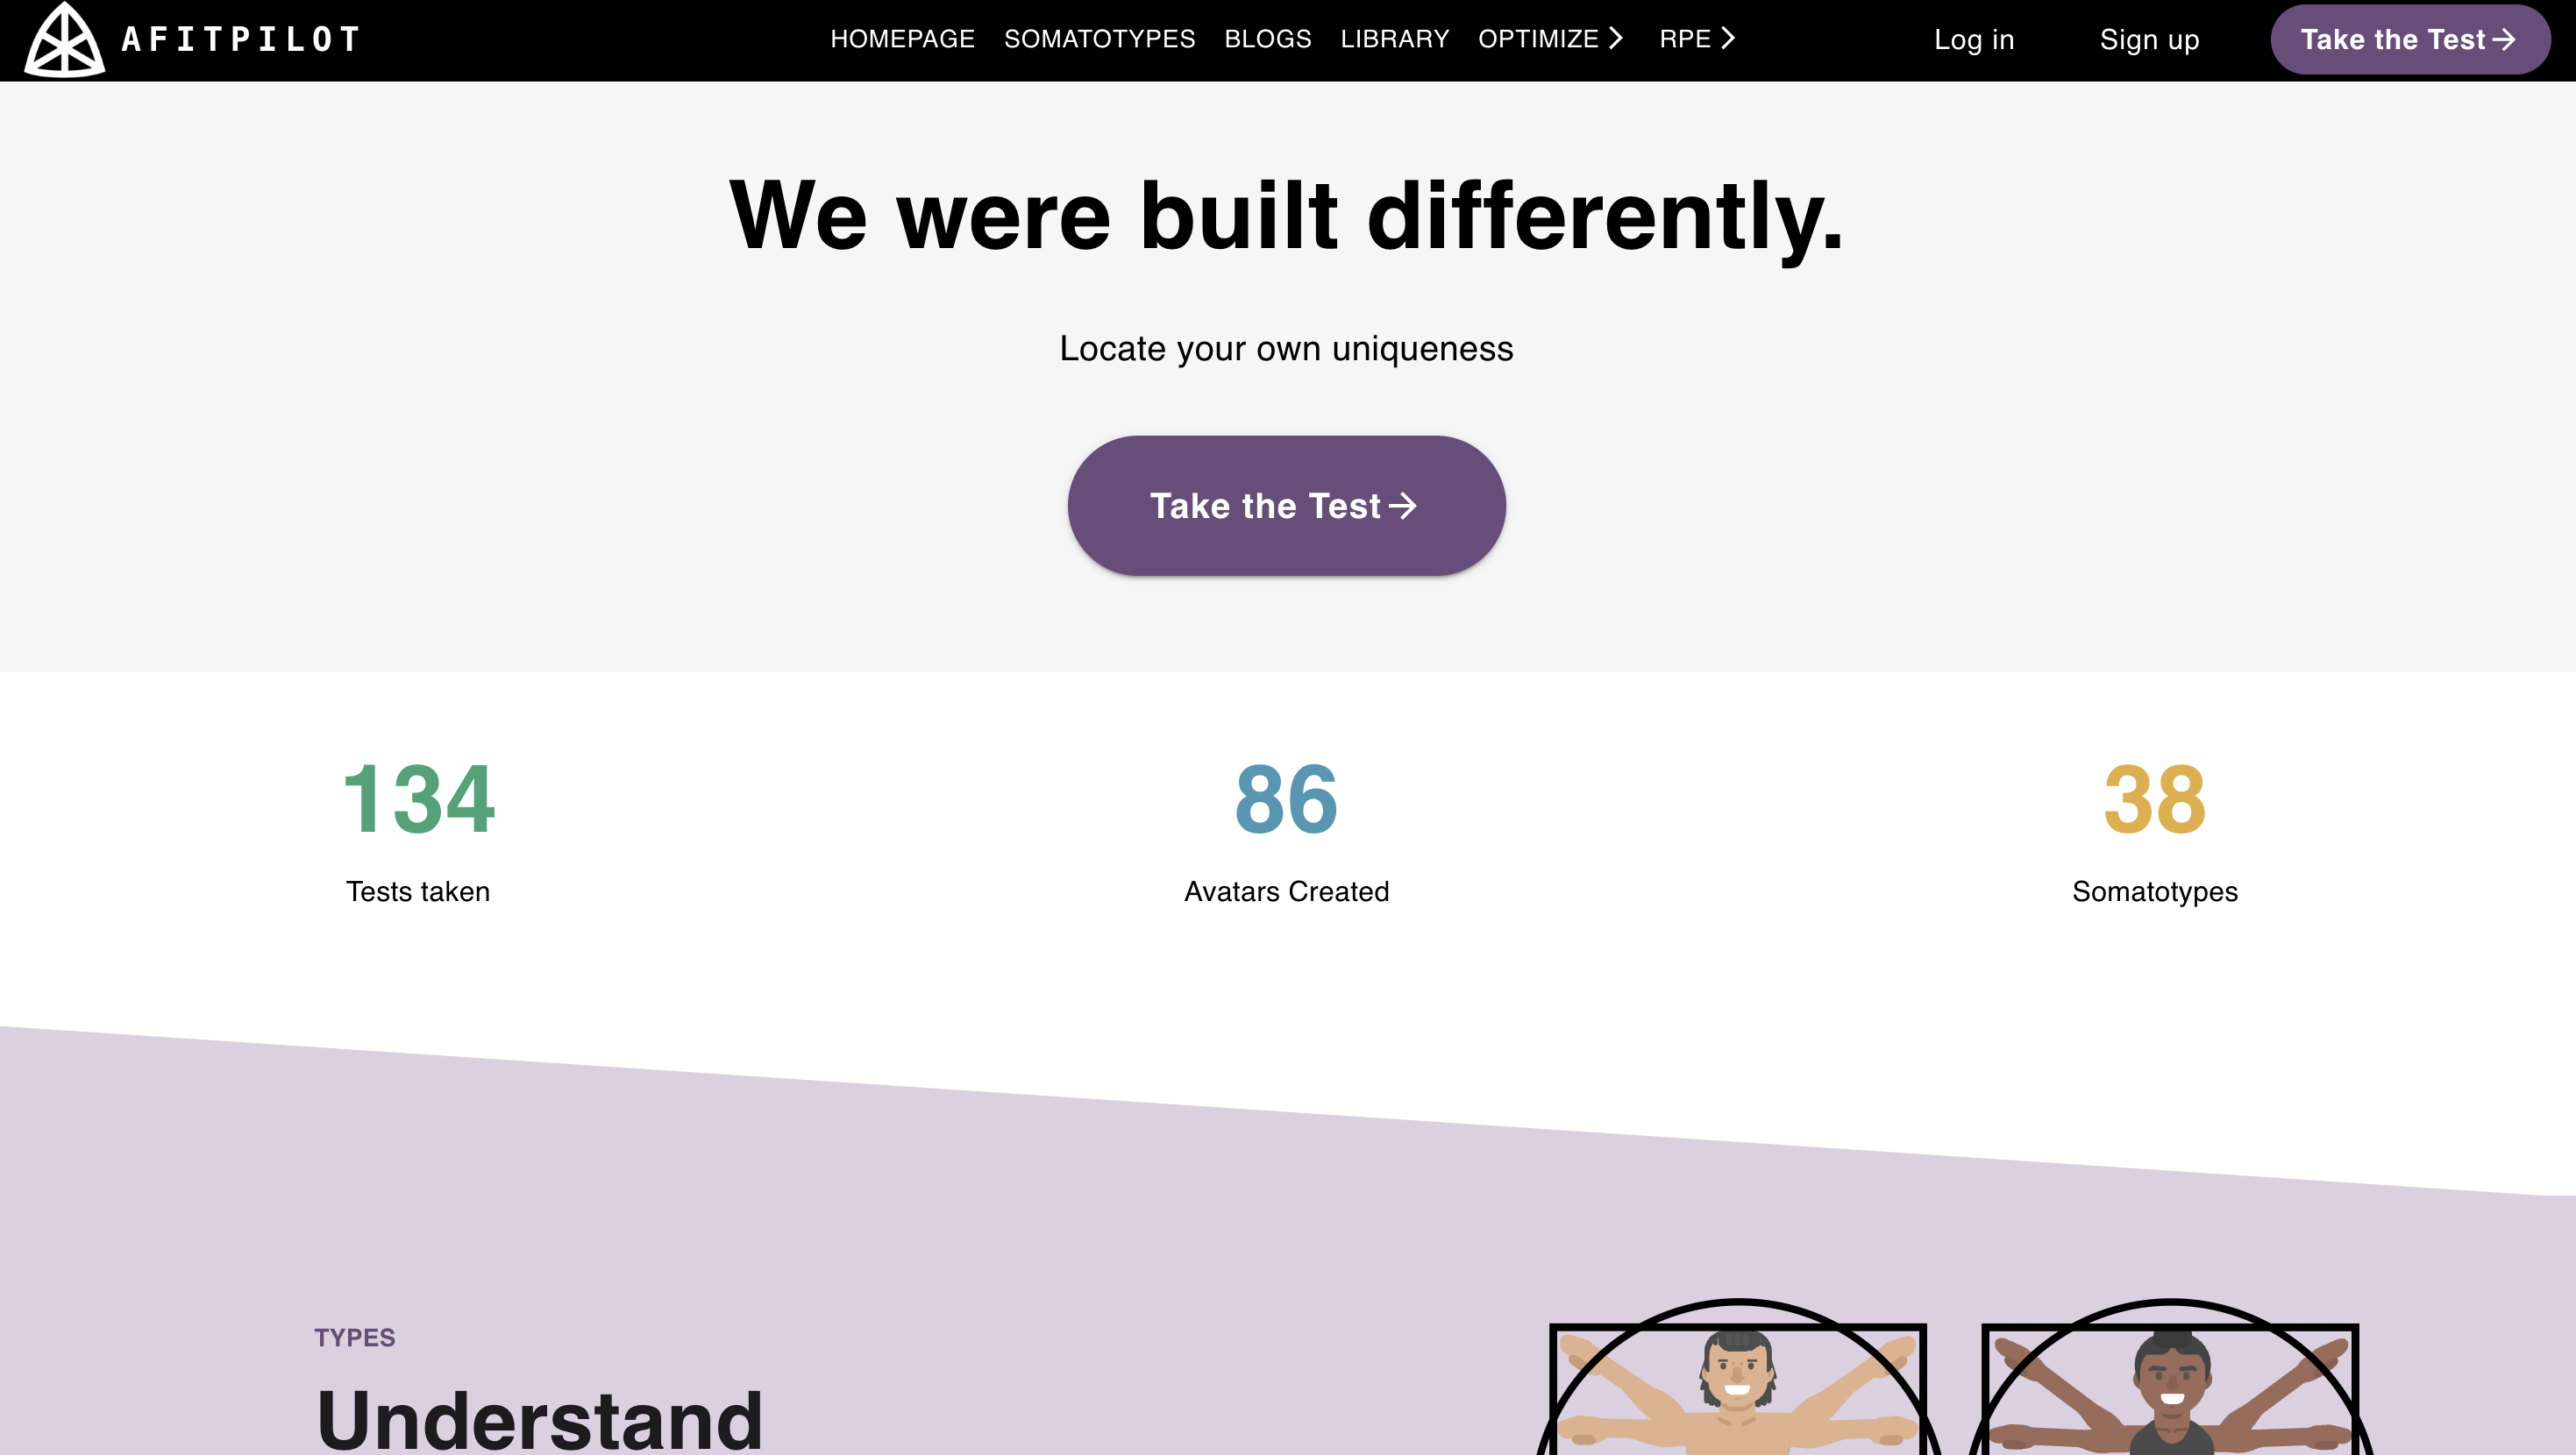 AFITPILOT
HOMEPAGE SOMATOTYPES BLOGS LIBRARY OPTIMIZE RPE Log in Sign up Take the Test
We were built differently.
Locate your own uniqueness
Take the Test
134 86 38
Tests taken Avatars Created Somatotypes
TYPES
Understand